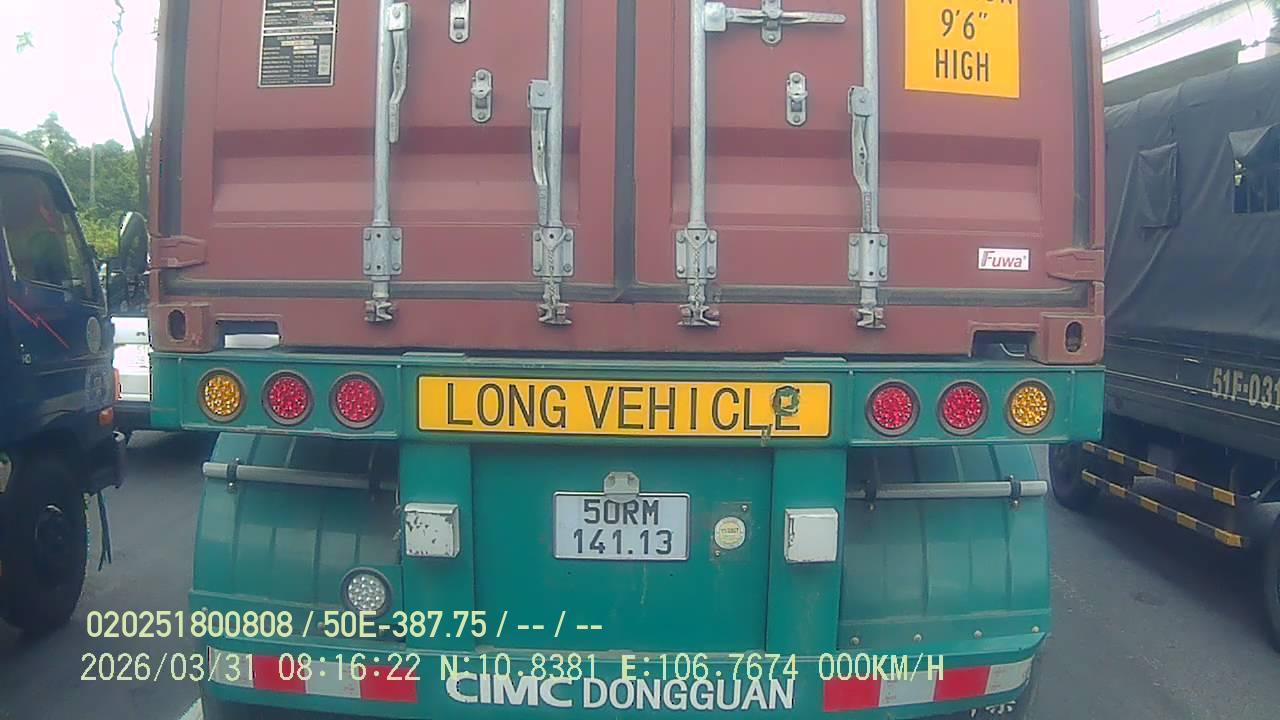 9'6"
HIGH
Fuwa
LONG VEHICLE
51F-03
50RM
141.13
020251800808 / 50E-387.75 / -- / --
2026/03/31 08:16:22 N:10.8381 E:106.7674 000KM/H
CIMC DONGGUAN